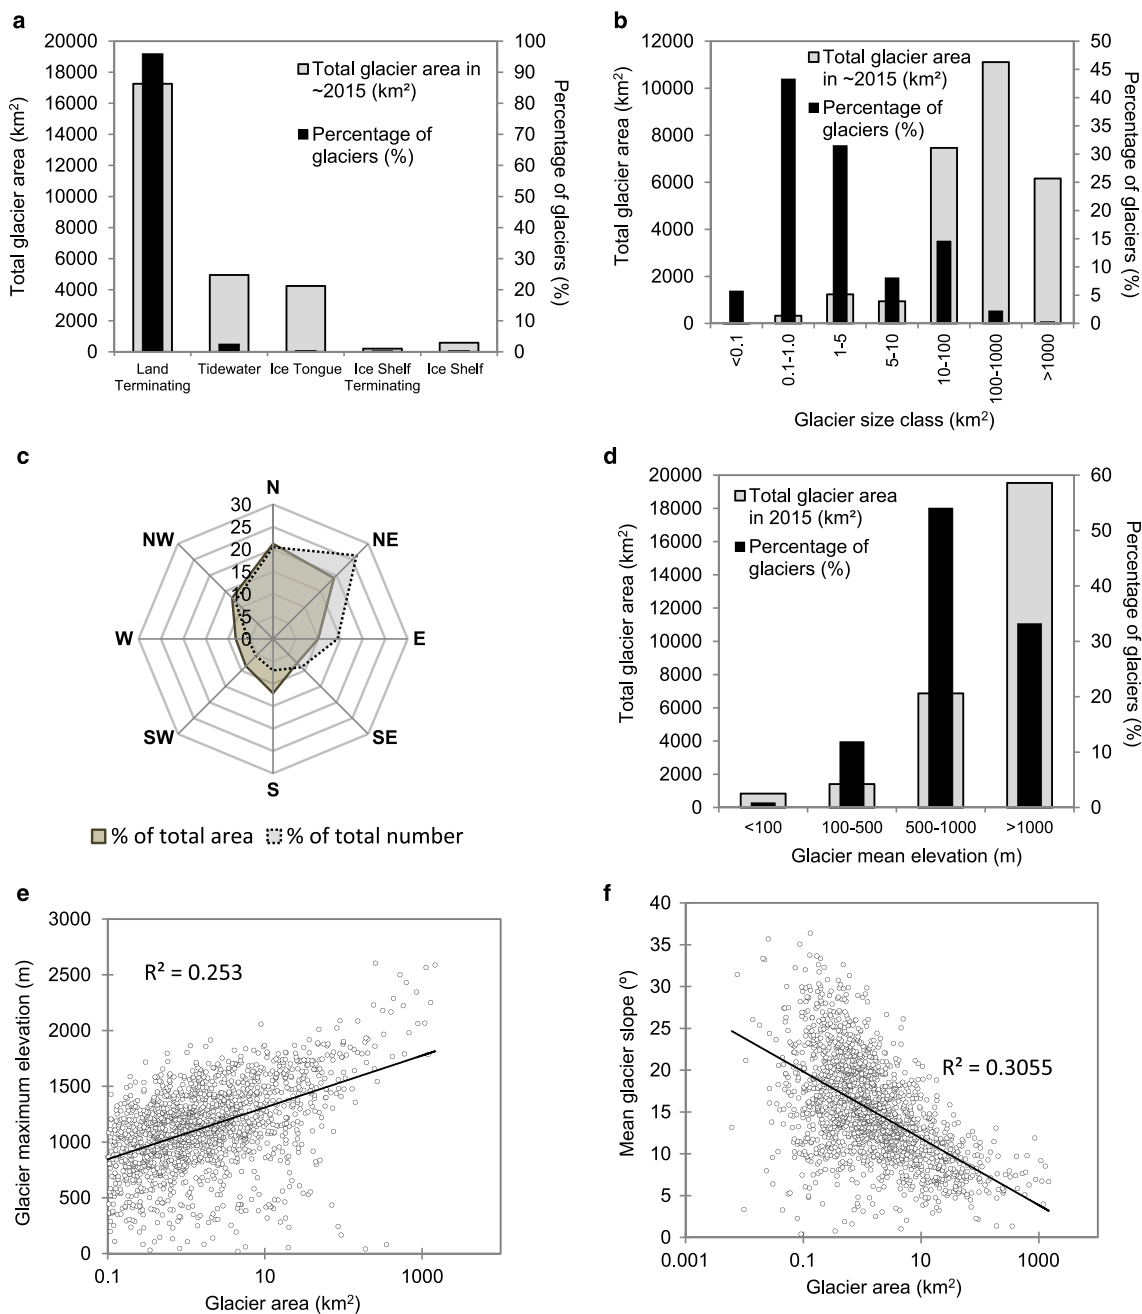 a
20000
18000
16000
14000
12000
10000
8000
6000
4000
2000
0
Total glacier area (km²)
100
90
80
70
60
50
40
30
20
10
0
Percentage of glaciers (%)
Total glacier area in
~2015 (km²)
Percentage of
glaciers (%)
Land
Terminating
Tidewater
Ice Tongue
Ice Shelf
Terminating
Ice Shelf
b
12000
10000
8000
6000
4000
2000
0
Total glacier area (km²)
50
45
40
35
30
25
20
15
10
5
0
Percentage of glaciers (%)
Total glacier area
in ~2015 (km²)
Percentage of
glaciers (%)
<0.1
0.1-1.0
1-5
5-10
10-100
100-1000
>1000
Glacier size class (km²)
c
N
NE
E
SE
S
SW
W
NW
30
25
20
15
10
5
0
% of total area
% of total number
d
20000
18000
16000
14000
12000
10000
8000
6000
4000
2000
0
Total glacier area (km²)
60
50
40
30
20
10
0
Percentage of glaciers (%)
Total glacier area
in 2015 (km²)
Percentage of
glaciers (%)
<100
100-500
500-1000
>1000
Glacier mean elevation (m)
e
3000
2500
2000
1500
1000
500
0
Glacier maximum elevation (m)
R² = 0.253
0.1
10
1000
Glacier area (km²)
f
40
35
30
25
20
15
10
5
0
Mean glacier slope (º)
R² = 0.3055
0.001
0.1
10
1000
Glacier area (km²)